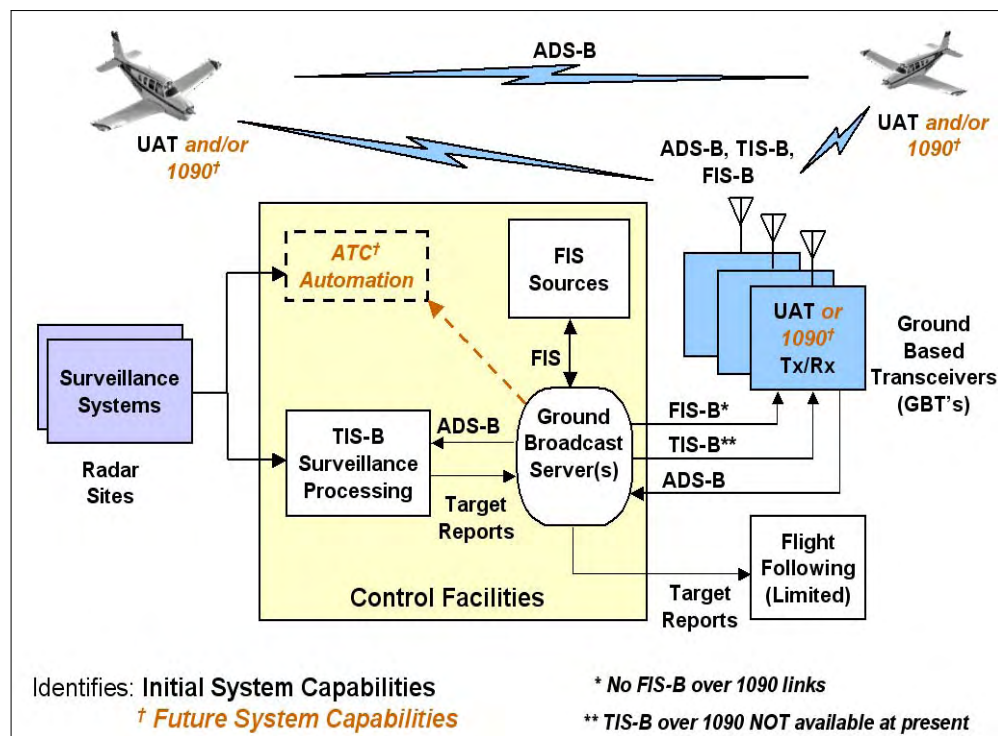 ADS-B
UAT and/or
1090†
UAT and/or
1090†
ADS-B, TIS-B,
FIS-B
ATC†
Automation
FIS
Sources
UAT or
1090†
Tx/Rx
Ground
Based
Transceivers
(GBT's)
Surveillance
Systems
Radar
Sites
FIS
TIS-B
Surveillance
Processing
ADS-B
Target
Reports
Ground
Broadcast
Server(s)
FIS-B*
TIS-B**
ADS-B
Flight
Following
(Limited)
Target
Reports
Control Facilities
Identifies: Initial System Capabilities
† Future System Capabilities
* No FIS-B over 1090 links
** TIS-B over 1090 NOT available at present